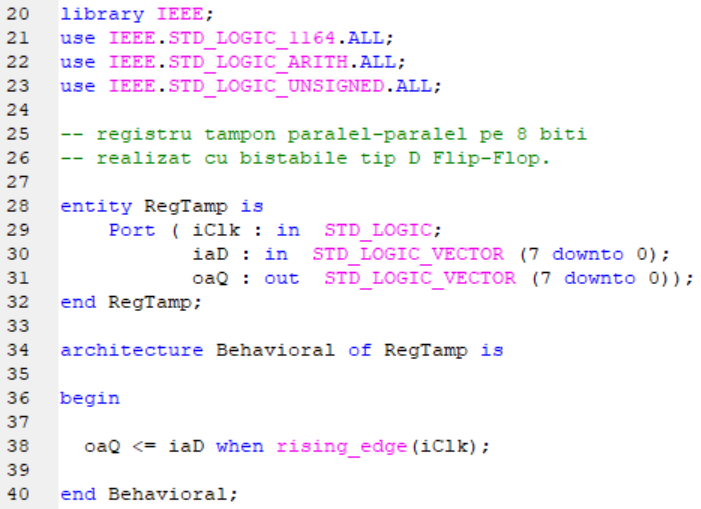 20 library IEEE;
21 use IEEE.STD_LOGIC_1164.ALL;
22 use IEEE.STD_LOGIC_ARITH.ALL;
23 use IEEE.STD_LOGIC_UNSIGNED.ALL;
24
25 -- registru tampon paralel-paralel pe 8 biti
26 -- realizat cu bistabile tip D Flip-Flop.
27
28 entity RegTamp is
29     Port ( iClk : in  STD_LOGIC;
30            iaD : in  STD_LOGIC_VECTOR (7 downto 0);
31            oaQ : out  STD_LOGIC_VECTOR (7 downto 0));
32 end RegTamp;
33
34 architecture Behavioral of RegTamp is
35
36 begin
37
38   oaQ <= iaD when rising_edge(iClk);
39
40 end Behavioral;